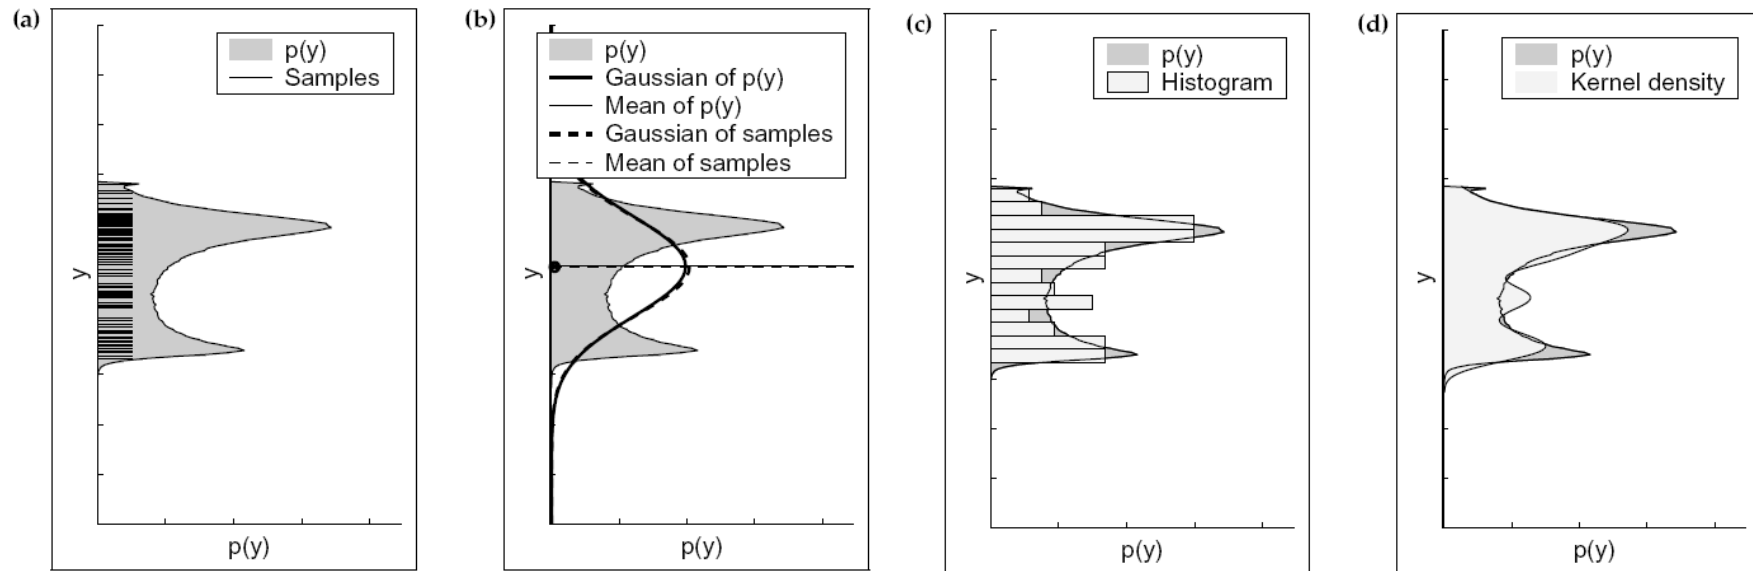 (a)
p(y)
Samples
y
p(y)
(b)
p(y)
Gaussian of p(y)
Mean of p(y)
Gaussian of samples
Mean of samples
y
p(y)
(c)
p(y)
Histogram
y
p(y)
(d)
p(y)
Kernel density
y
p(y)